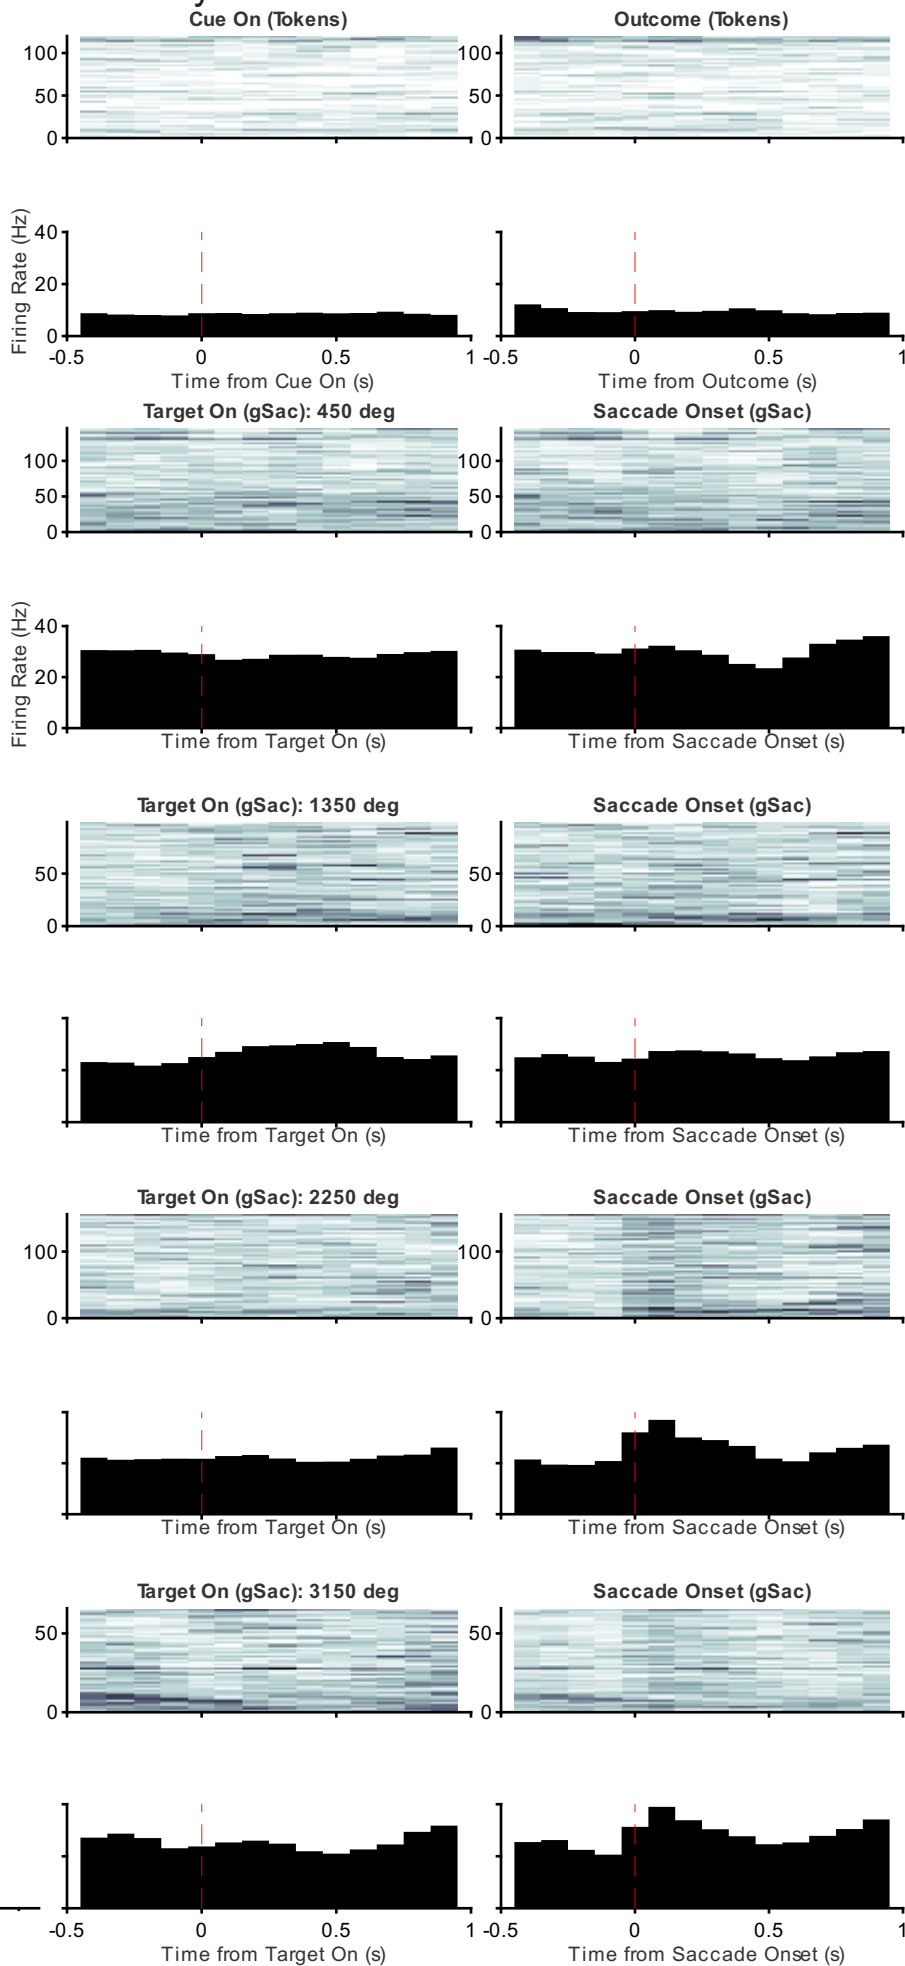 Cue On (Tokens) Outcome (Tokens)
100 100
50 50
0 0
Firing Rate (Hz)
40
20
0
-0.5 0 0.5 1 -0.5 0 0.5 1
Time from Cue On (s) Time from Outcome (s)
Target On (gSac): 450 deg Saccade Onset (gSac)
100 100
50 50
0 0
Firing Rate (Hz)
40
20
0
Time from Target On (s) Time from Saccade Onset (s)
Target On (gSac): 1350 deg Saccade Onset (gSac)
50 50
0 0
Time from Target On (s) Time from Saccade Onset (s)
Target On (gSac): 2250 deg Saccade Onset (gSac)
100 100
0 0
Time from Target On (s) Time from Saccade Onset (s)
Target On (gSac): 3150 deg Saccade Onset (gSac)
50 50
0 0
-0.5 0 0.5 1 -0.5 0 0.5 1
Time from Target On (s) Time from Saccade Onset (s)